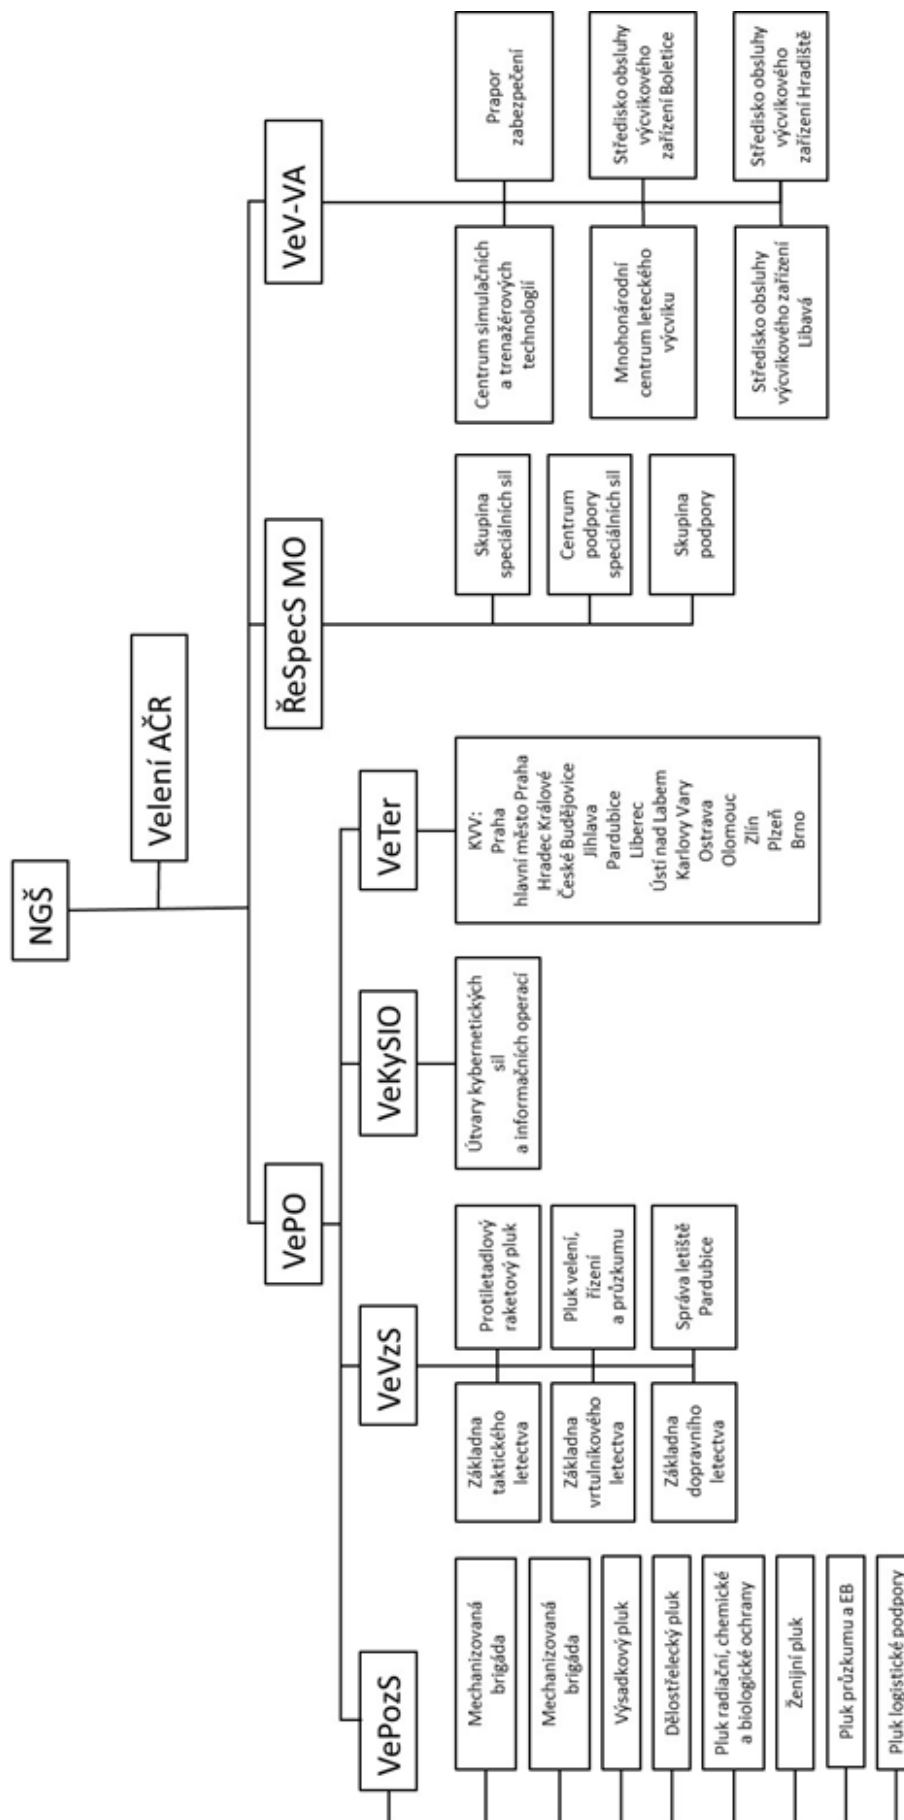 NGŠ
Velení AČR
VePO
ŘeSpecS MO
VeV-VA
VePozS
VeVzS
VeKySIO
VeTer
Mechanizovaná
brigáda
Mechanizovaná
brigáda
Výsadkový pluk
Dělostřelecký pluk
Pluk radiační, chemické
a biologické ochrany
Ženijní pluk
Pluk průzkumu a EB
Pluk logistické podpory
Základna
taktického
letectva
Protiletadlový
raketový pluk
Základna
vrtulníkového
letectva
Pluk velení,
řízení
a průzkumu
Základna
dopravního
letectva
Správa letiště
Pardubice
Útvary kybernetických
sil
a informačních operací
KVV:
Praha
hlavní město Praha
Hradec Králové
České Budějovice
Jihlava
Pardubice
Liberec
Ústí nad Labem
Karlovy Vary
Ostrava
Olomouc
Zlín
Plzeň
Brno
Skupina
speciálních sil
Centrum
podpory
speciálních sil
Skupina
podpory
Centrum simulačních
a trenažérových
technologií
Prapor
zabezpečení
Mnohonárodní
centrum leteckého
výcviku
Středisko obsluhy
výcvikového
zařízení Boletice
Středisko obsluhy
výcvikového zařízení
Libavá
Středisko obsluhy
výcvikového
zařízení Hradiště